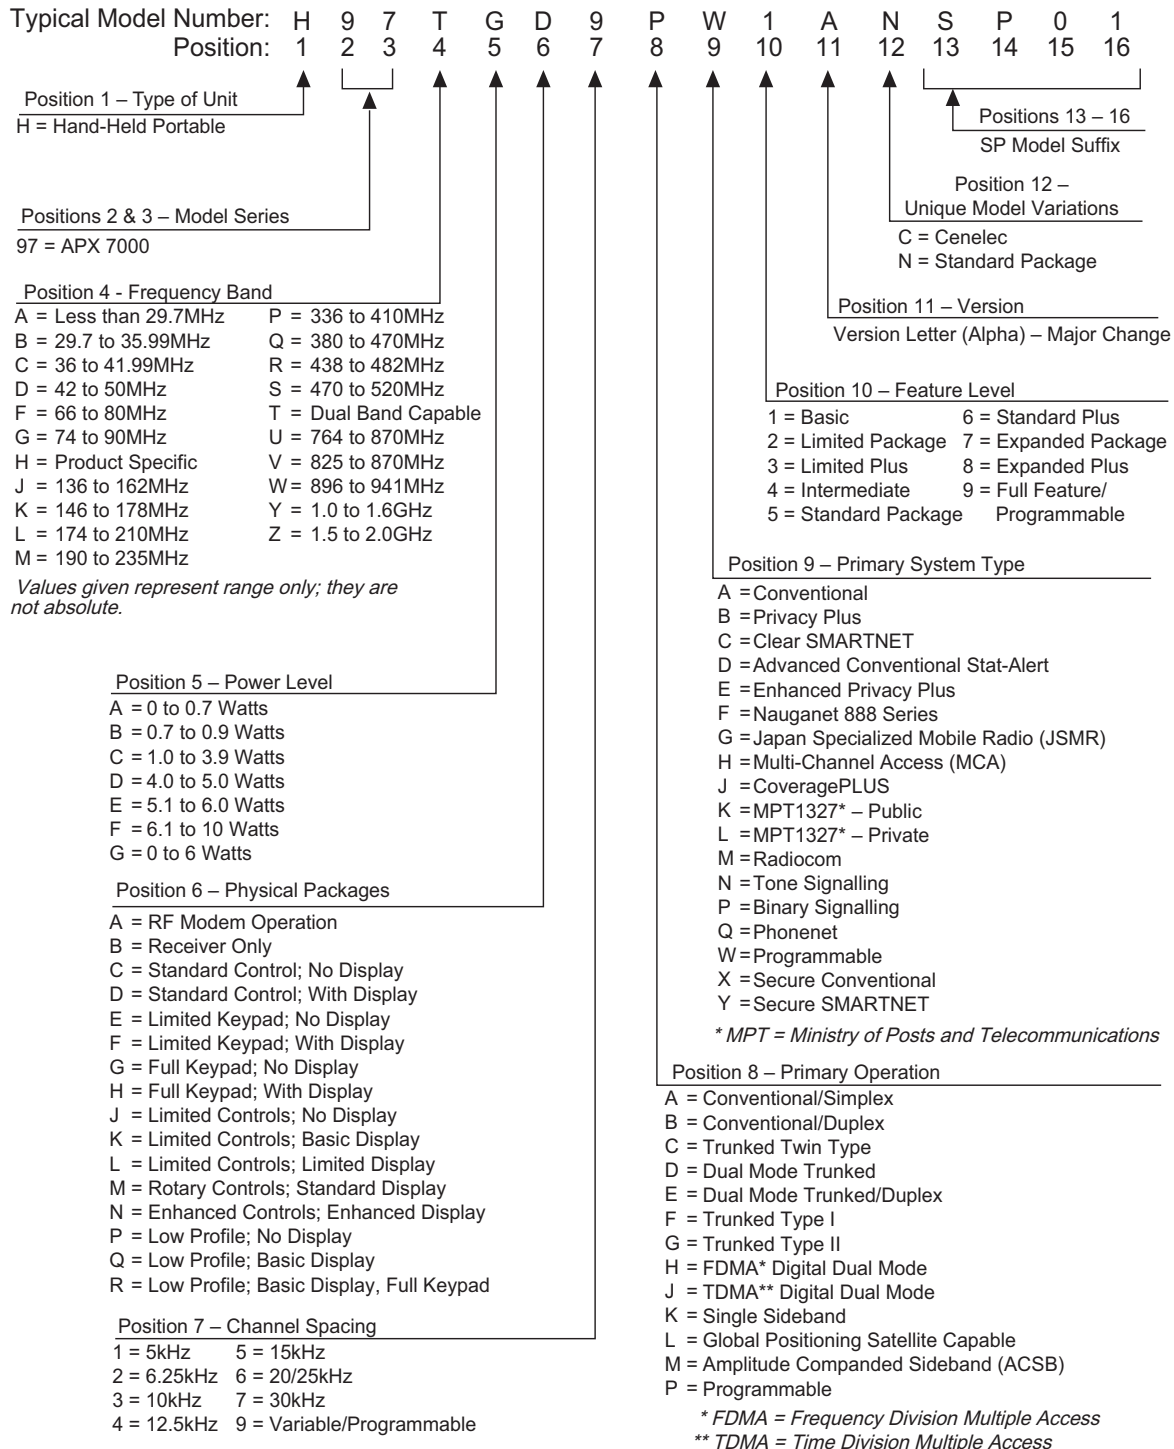 Typical Model Number: H 9 7 T G D 9 P W 1 A N S P 0 1
Position: 1 2 3 4 5 6 7 8 9 10 11 12 13 14 15 16
Position 1 – Type of Unit
H = Hand-Held Portable
Positions 13 – 16
SP Model Suffix
Position 12 –
Unique Model Variations
C = Cenelec
N = Standard Package
Positions 2 & 3 – Model Series
97 = APX 7000
Position 4 - Frequency Band
A = Less than 29.7MHz P = 336 to 410MHz
B = 29.7 to 35.99MHz Q = 380 to 470MHz
C = 36 to 41.99MHz R = 438 to 482MHz
D = 42 to 50MHz S = 470 to 520MHz
F = 66 to 80MHz T = Dual Band Capable
G = 74 to 90MHz U = 764 to 870MHz
H = Product Specific V = 825 to 870MHz
J = 136 to 162MHz W = 896 to 941MHz
K = 146 to 178MHz Y = 1.0 to 1.6GHz
L = 174 to 210MHz Z = 1.5 to 2.0GHz
M = 190 to 235MHz
Values given represent range only; they are
not absolute.
Position 11 – Version
Version Letter (Alpha) – Major Change
Position 10 – Feature Level
1 = Basic 6 = Standard Plus
2 = Limited Package 7 = Expanded Package
3 = Limited Plus 8 = Expanded Plus
4 = Intermediate 9 = Full Feature/
5 = Standard Package Programmable
Position 9 – Primary System Type
A = Conventional
B = Privacy Plus
C = Clear SMARTNET
D = Advanced Conventional Stat-Alert
E = Enhanced Privacy Plus
F = Nauganet 888 Series
G = Japan Specialized Mobile Radio (JSMR)
H = Multi-Channel Access (MCA)
J = CoveragePLUS
K = MPT1327* – Public
L = MPT1327* – Private
M = Radiocom
N = Tone Signalling
P = Binary Signalling
Q = Phonenet
W = Programmable
X = Secure Conventional
Y = Secure SMARTNET
* MPT = Ministry of Posts and Telecommunications
Position 5 – Power Level
A = 0 to 0.7 Watts
B = 0.7 to 0.9 Watts
C = 1.0 to 3.9 Watts
D = 4.0 to 5.0 Watts
E = 5.1 to 6.0 Watts
F = 6.1 to 10 Watts
G = 0 to 6 Watts
Position 6 – Physical Packages
A = RF Modem Operation
B = Receiver Only
C = Standard Control; No Display
D = Standard Control; With Display
E = Limited Keypad; No Display
F = Limited Keypad; With Display
G = Full Keypad; No Display
H = Full Keypad; With Display
J = Limited Controls; No Display
K = Limited Controls; Basic Display
L = Limited Controls; Limited Display
M = Rotary Controls; Standard Display
N = Enhanced Controls; Enhanced Display
P = Low Profile; No Display
Q = Low Profile; Basic Display
R = Low Profile; Basic Display, Full Keypad
Position 7 – Channel Spacing
1 = 5kHz 5 = 15kHz
2 = 6.25kHz 6 = 20/25kHz
3 = 10kHz 7 = 30kHz
4 = 12.5kHz 9 = Variable/Programmable
Position 8 – Primary Operation
A = Conventional/Simplex
B = Conventional/Duplex
C = Trunked Twin Type
D = Dual Mode Trunked
E = Dual Mode Trunked/Duplex
F = Trunked Type I
G = Trunked Type II
H = FDMA* Digital Dual Mode
J = TDMA** Digital Dual Mode
K = Single Sideband
L = Global Positioning Satellite Capable
M = Amplitude Companded Sideband (ACSB)
P = Programmable
* FDMA = Frequency Division Multiple Access
** TDMA = Time Division Multiple Access